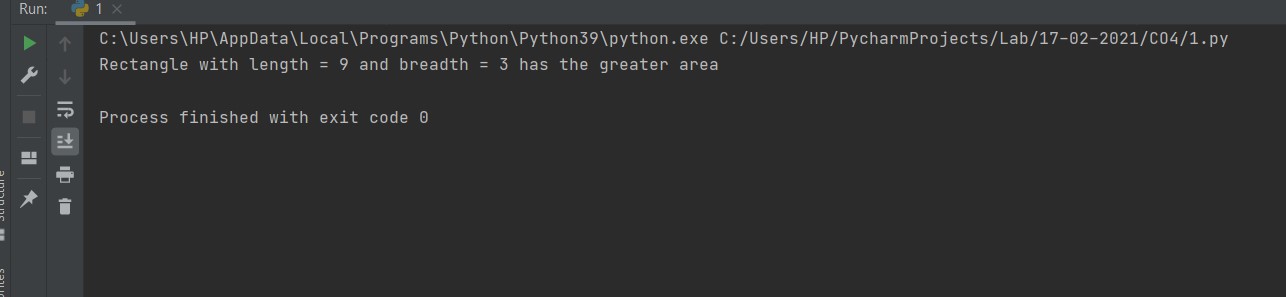 Run: 1
C:\Users\HP\AppData\Local\Programs\Python\Python39\python.exe C:/Users/HP/PycharmProjects/Lab/17-02-2021/CO4/1.py
Rectangle with length = 9 and breadth = 3 has the greater area
Process finished with exit code 0
Structure